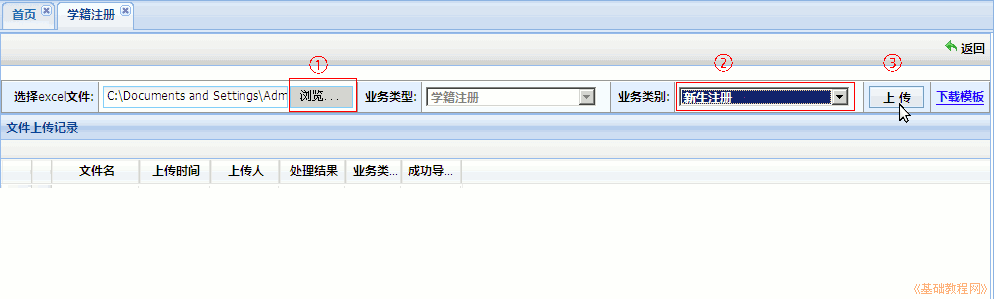 首页 学籍注册
返回
① ② ③
选择excel文件: C:\Documents and Settings\Adm 浏览... 业务类型: 学籍注册 业务类别: 新生注册 上 传 下载模板
文件上传记录
文件名 上传时间 上传人 处理结果 业务类... 成功导...
《基础教程网》